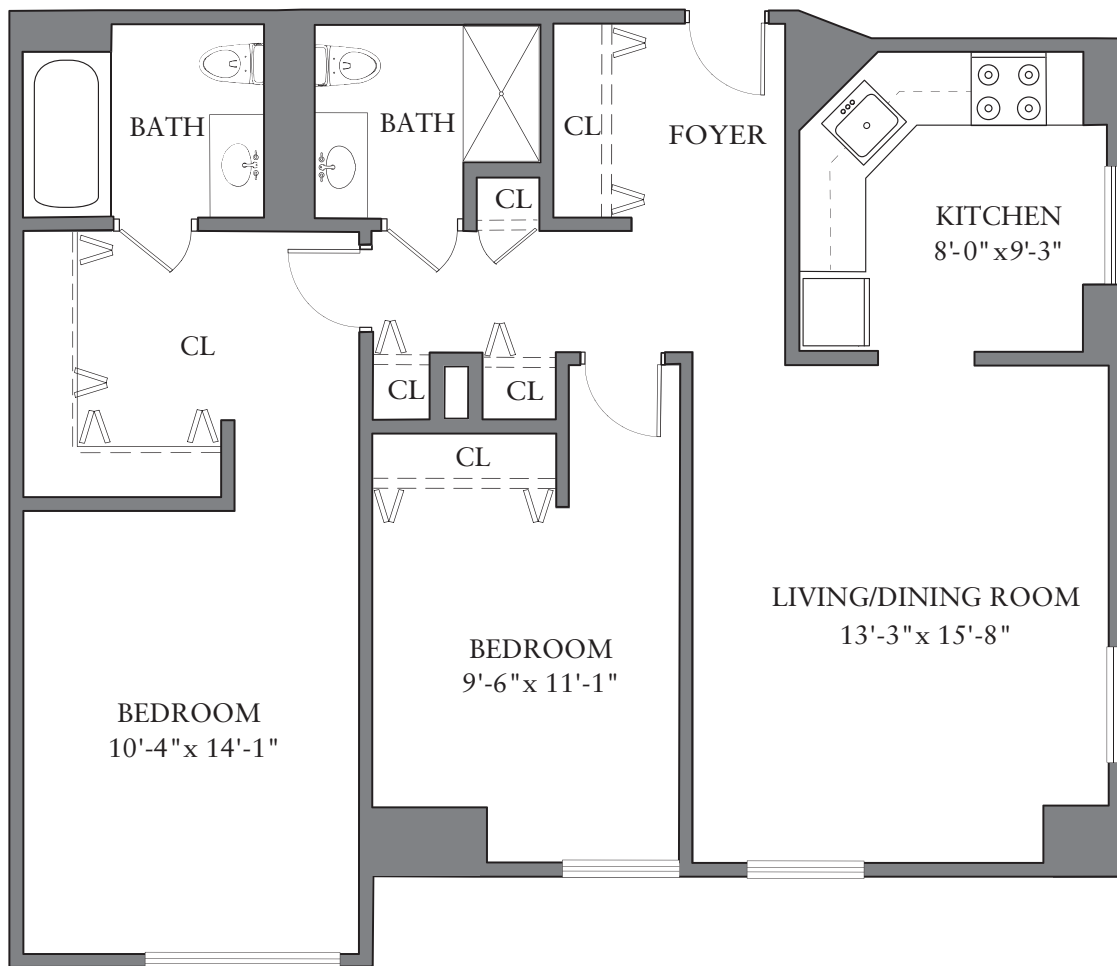 BATH
BATH
CL
FOYER
CL
KITCHEN
8'-0" x9'-3"
CL
CL
CL
CL
LIVING/DINING ROOM
13'-3" x 15'-8"
BEDROOM
9'-6" x 11'-1"
BEDROOM
10'-4" x 14'-1"